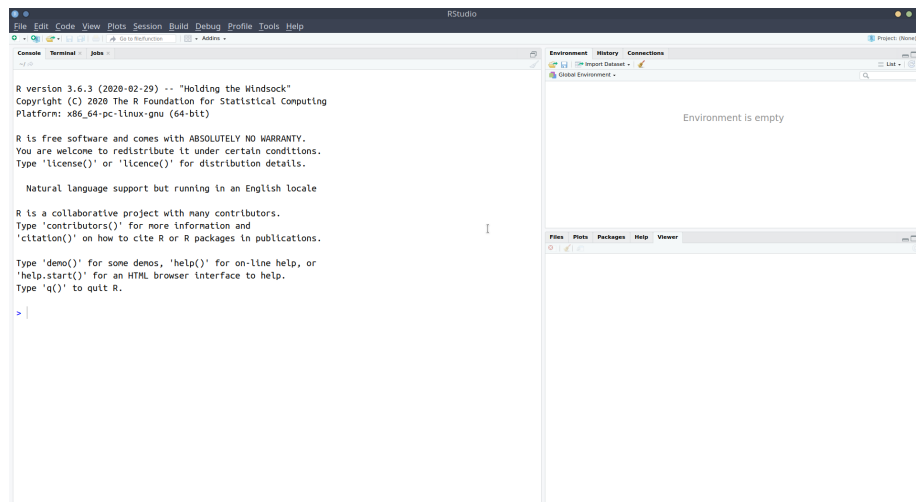 RStudio
File Edit Code View Plots Session Build Debug Profile Tools Help
Go to file/function Addins Project: (None)
Console Terminal Jobs
~/
R version 3.6.3 (2020-02-29) -- "Holding the Windsock"
Copyright (C) 2020 The R Foundation for Statistical Computing
Platform: x86_64-pc-linux-gnu (64-bit)
R is free software and comes with ABSOLUTELY NO WARRANTY.
You are welcome to redistribute it under certain conditions.
Type 'license()' or 'licence()' for distribution details.
Natural language support but running in an English locale
R is a collaborative project with many contributors.
Type 'contributors()' for more information and
'citation()' on how to cite R or R packages in publications.
Type 'demo()' for some demos, 'help()' for on-line help, or
'help.start()' for an HTML browser interface to help.
Type 'q()' to quit R.
>
Environment History Connections
Import Dataset List
Global Environment
Environment is empty
Files Plots Packages Help Viewer